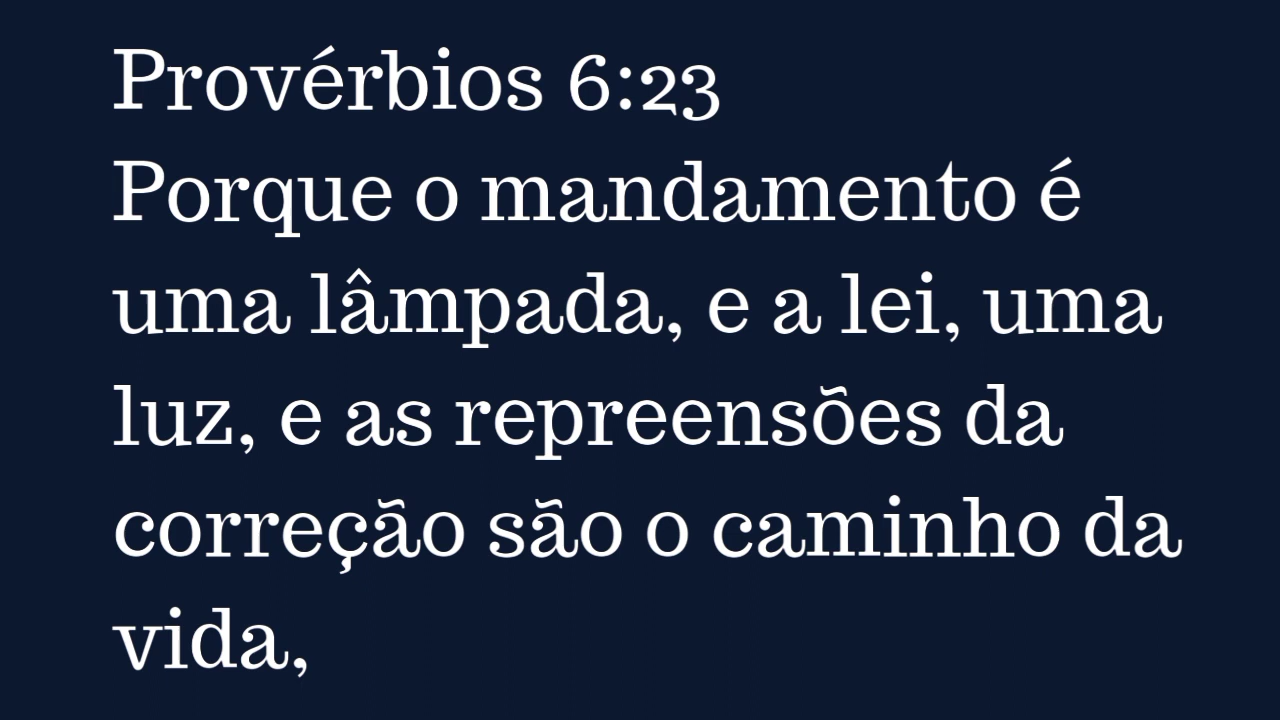 Provérbios 6:23
Porque o mandamento é
uma lâmpada, e a lei, uma
luz, e as repreensões da
correção são o caminho da
vida,